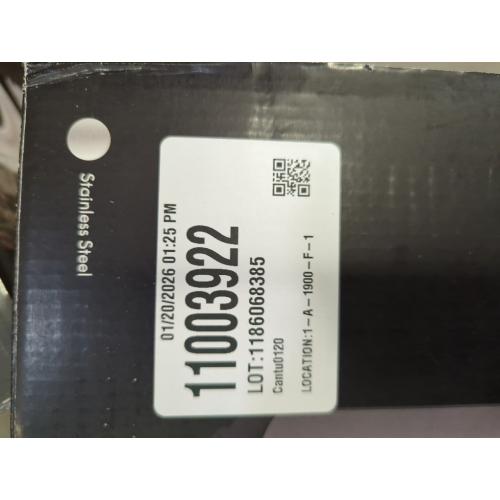 Stainless Steel
01/20/2026 01:25 PM
11003922
LOT:1186068385
Cantu0120
LOCATION:1-A-1900-F-1